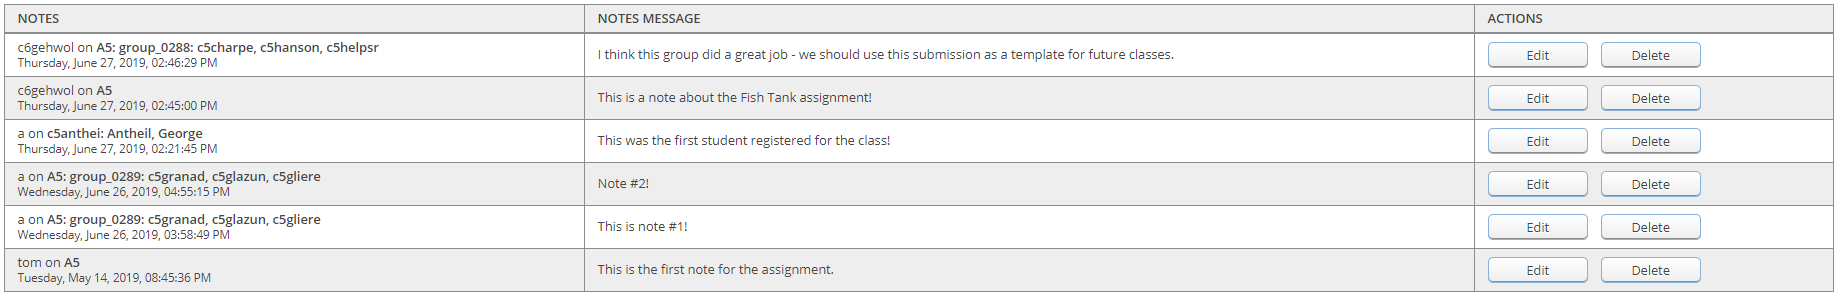 NOTES NOTES MESSAGE ACTIONS
c6gehwol on A5: group_0288: c5charpe, c5hanson, c5helpsr
Thursday, June 27, 2019, 02:46:29 PM
I think this group did a great job - we should use this submission as a template for future classes.
Edit Delete
c6gehwol on A5
Thursday, June 27, 2019, 02:45:00 PM
This is a note about the Fish Tank assignment!
Edit Delete
a on c5anthei: Antheil, George
Thursday, June 27, 2019, 02:21:45 PM
This was the first student registered for the class!
Edit Delete
a on A5: group_0289: c5granad, c5glazun, c5gliere
Wednesday, June 26, 2019, 04:55:15 PM
Note #2!
Edit Delete
a on A5: group_0289: c5granad, c5glazun, c5gliere
Wednesday, June 26, 2019, 03:58:49 PM
This is note #1!
Edit Delete
tom on A5
Tuesday, May 14, 2019, 08:45:36 PM
This is the first note for the assignment.
Edit Delete